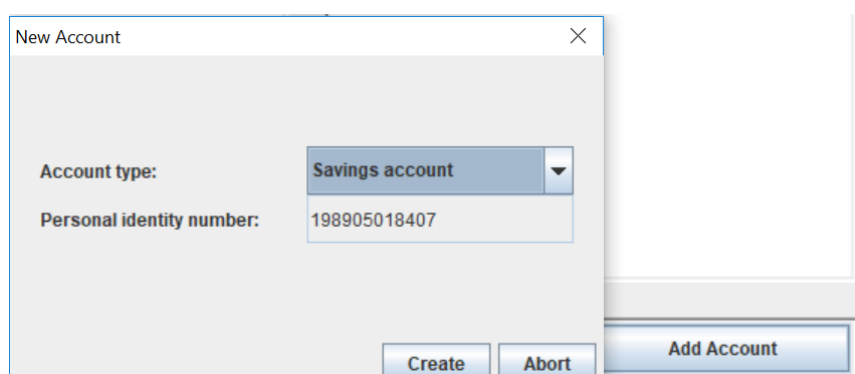 New Account
Account type: Savings account
Personal identity number: 198905018407
Create Abort
Add Account